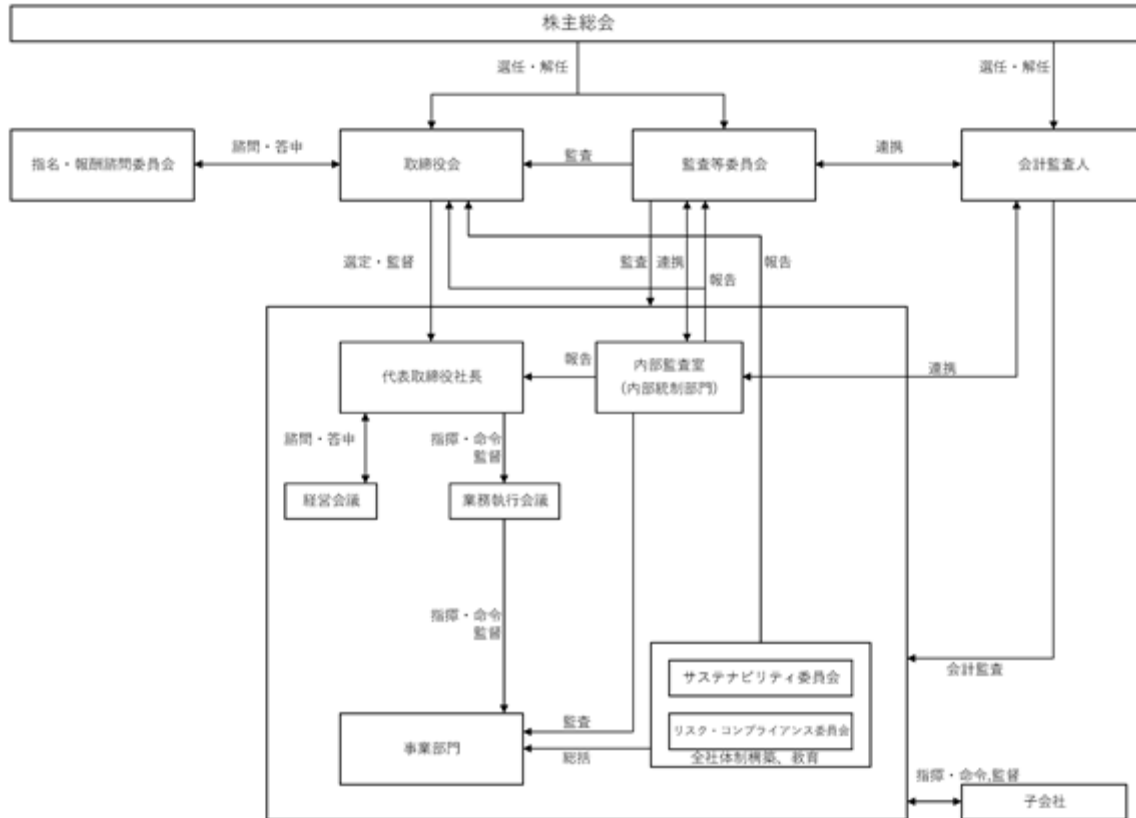 株主総会
選任・解任
選任・解任
指名・報酬諮問委員会
諮問・答申
取締役会
監査
監査等委員会
連携
会計監査人
選定・監督
監査
連携
報告
報告
代表取締役社長
報告
内部監査室
(内部統制部門)
連携
諮問・答申
指揮・命令
監督
経営会議
業務執行会議
指揮・命令
監督
サステナビリティ委員会
会計監査
リスク・コンプライアンス委員会
全社体制構築、教育
監査
事業部門
総括
指揮・命令,監督
子会社